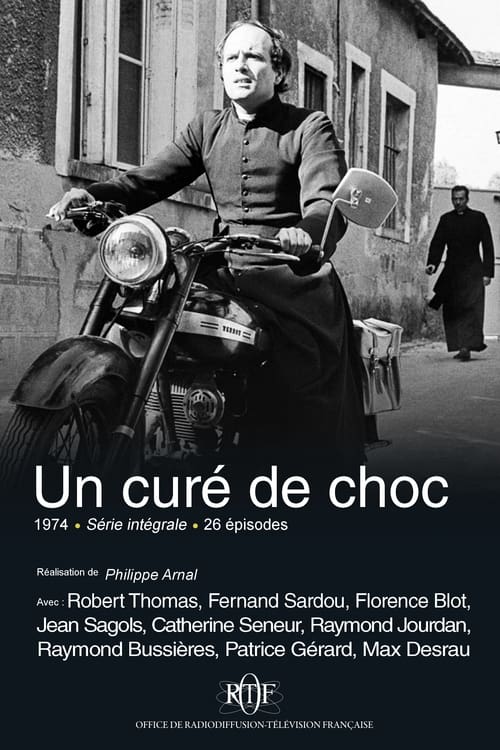 Un curé de choc
1974 • Série intégrale • 26 épisodes
Réalisation de Philippe Arnal
Avec : Robert Thomas, Fernand Sardou, Florence Blot,
Jean Sagols, Catherine Seneur, Raymond Jourdan,
Raymond Bussières, Patrice Gérard, Max Desrau
ORTF
OFFICE DE RADIODIFFUSION-TÉLÉVISION FRANÇAISE